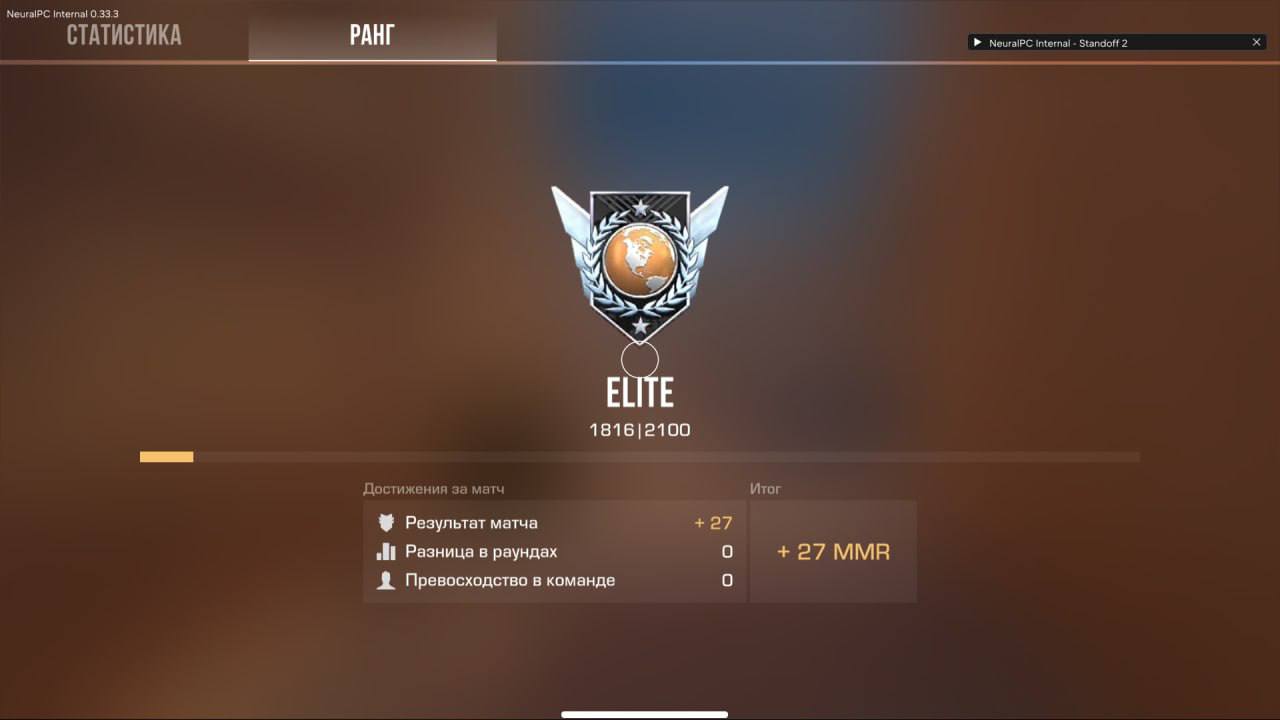 NeuralPC Internal 0.33.3
СТАТИСТИКА
РАНГ
NeuralPC Internal - Standoff 2
ELITE
1816|2100
Достижения за матч
Итог
Результат матча + 27
Разница в раундах 0
+ 27 MMR
Превосходство в команде 0